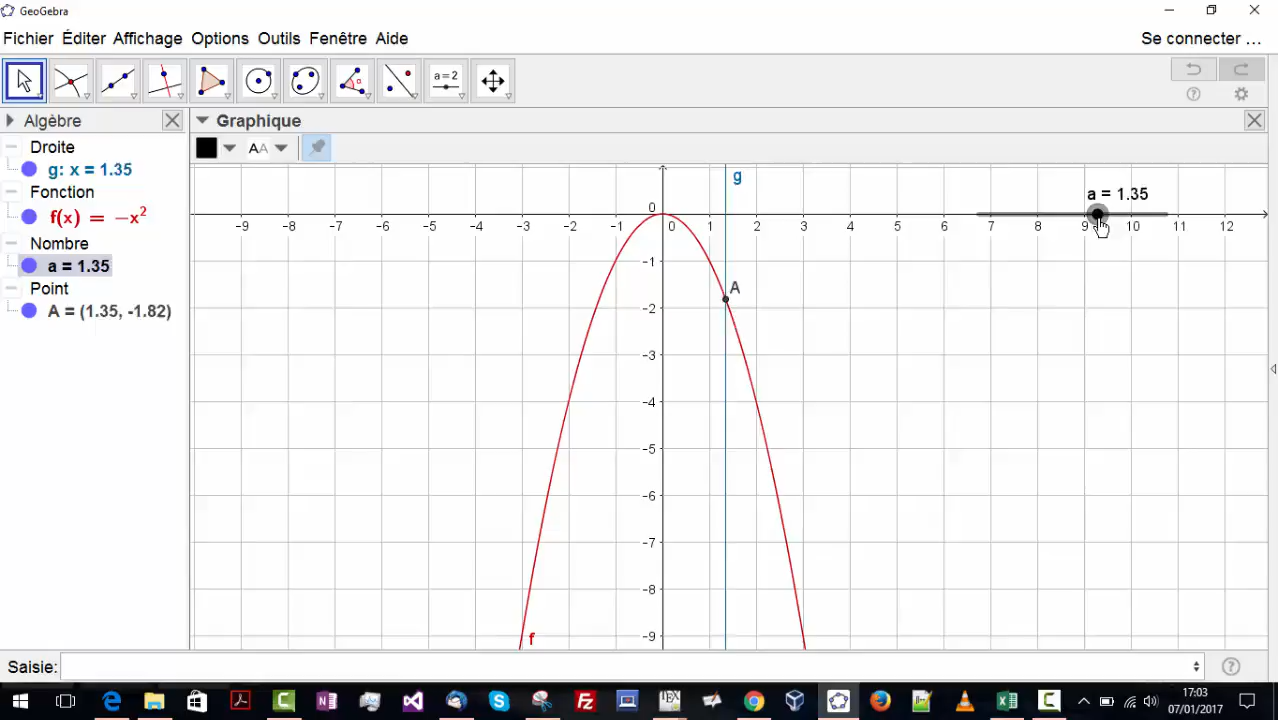 GeoGebra
Fichier Éditer Affichage Options Outils Fenêtre Aide
Se connecter ...
a=2
Algèbre
Graphique
Droite
AA
g: x = 1.35
Fonction
f(x) = −x²
Nombre
a = 1.35
Point
A = (1.35, -1.82)
g
a = 1.35
0
-9 -8 -7 -6 -5 -4 -3 -2 -1 0 1 2 3 4 5 6 7 8 9 10 11 12
-1
A
-2
-3
-4
-5
-6
-7
-8
-9
f
Saisie:
17:03
07/01/2017